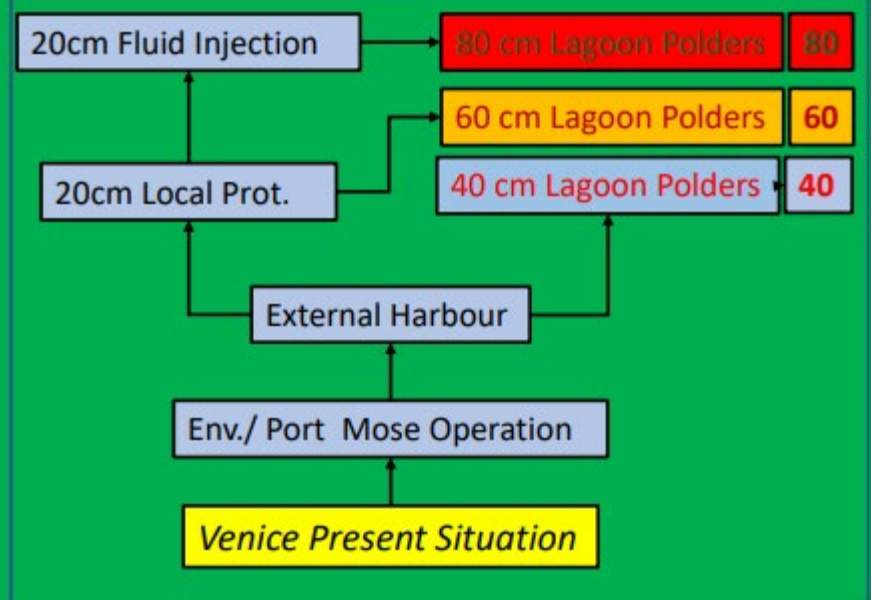 20cm Fluid Injection
80 cm Lagoon Polders 80
60 cm Lagoon Polders 60
20cm Local Prot.
40 cm Lagoon Polders 40
External Harbour
Env./ Port  Mose Operation
Venice Present Situation